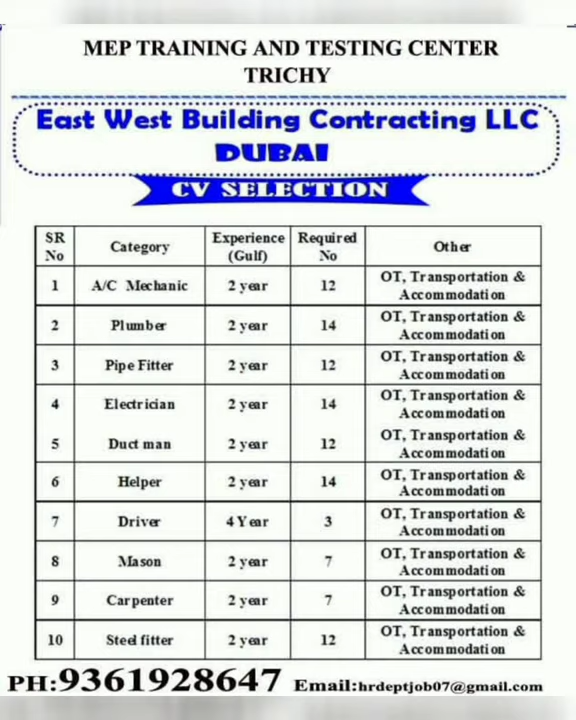 MEP TRAINING AND TESTING CENTER
TRICHY
East West Building Contracting LLC
DUBAI
CV SELECTION
SR No Category Experience (Gulf) Required No Other
1 A/C Mechanic 2 year 12 OT, Transportation & Accommodation
2 Plumber 2 year 14 OT, Transportation & Accommodation
3 Pipe Fitter 2 year 12 OT, Transportation & Accommodation
4 Electrician 2 year 14 OT, Transportation & Accommodation
5 Duct man 2 year 12 OT, Transportation & Accommodation
6 Helper 2 year 14 OT, Transportation & Accommodation
7 Driver 4 Year 3 OT, Transportation & Accommodation
8 Mason 2 year 7 OT, Transportation & Accommodation
9 Carpenter 2 year 7 OT, Transportation & Accommodation
10 Steel fitter 2 year 12 OT, Transportation & Accommodation
PH:9361928647 Email:hrdeptjob07@gmail.com